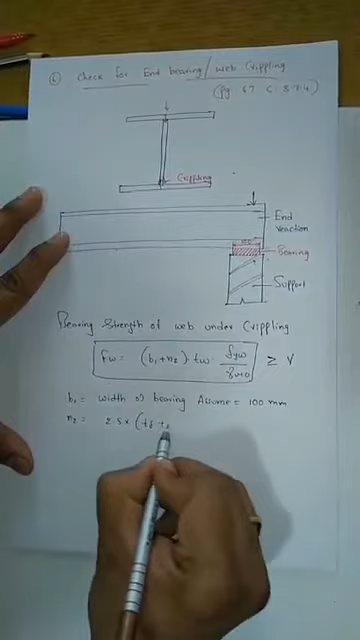 ⑥ Check for End bearing/web Crippling
(Pg. 67 C. 8.7.4)
Crippling
End reaction
100
Bearing
Support
Bearing Strength of web under Crippling
Fw = (b₁+n₂) tw · fyw/γm0 ≥ V
b₁ = width of bearing Assume = 100 mm
n₂ = 2.5 × (tf +